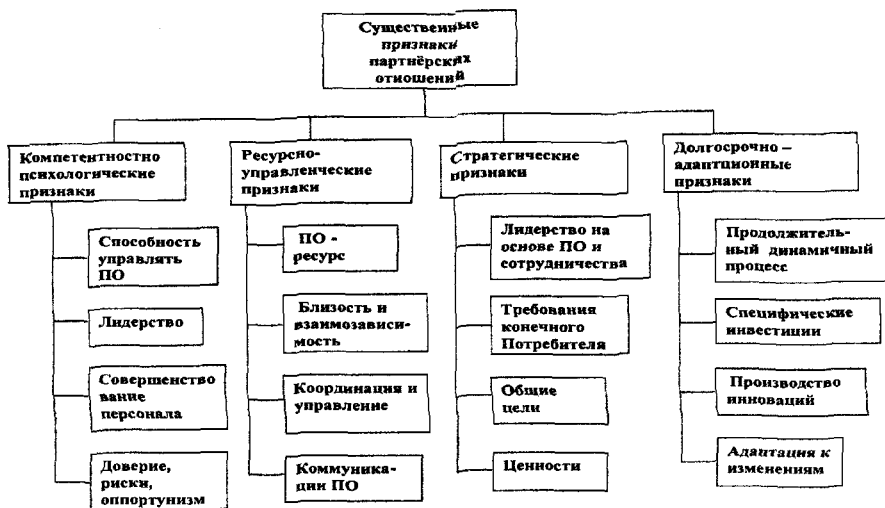 Существенные
признаки
партнёрских
отношений
Компетентностно
психологические
признаки
Способность
управлять
ПО
Лидерство
Совершенство
вание
персонала
Доверие,
риски,
оппортунизм
Ресурсно-
управленческие
признаки
ПО -
ресурс
Близость и
взаимозависи-
мость
Координация и
управление
Коммуника-
ции ПО
Стратегические
признаки
Лидерство на
основе ПО и
сотрудничества
Требования
конечного
Потребителя
Общие
цели
Ценности
Долгосрочно –
адаптционные
признаки
Продолжитель-
ный динамичный
процесс
Специфические
инвестиции
Производство
инноваций
Адаптация к
изменениям